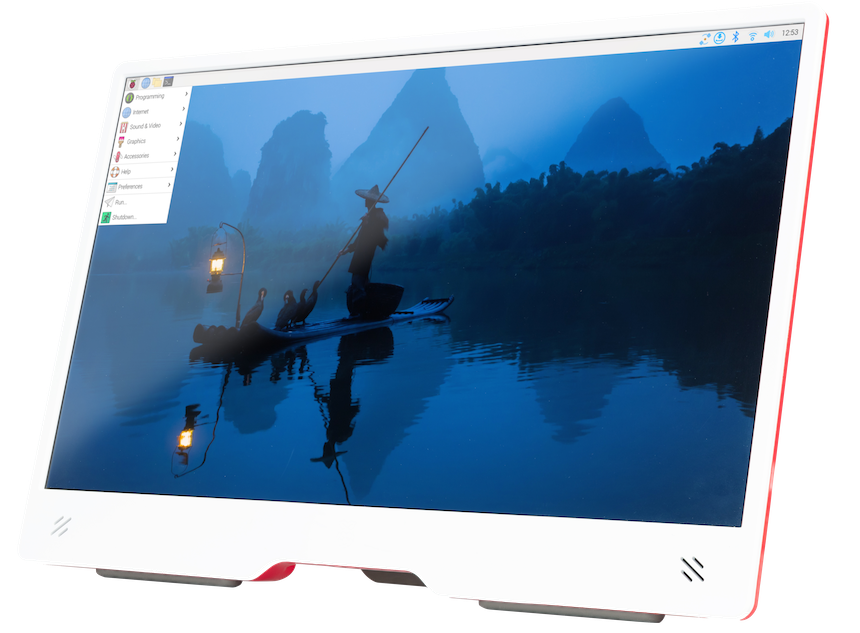 12:53
Programming
Internet
Sound & Video
Graphics
Accessories
Help
Preferences
Run...
Shutdown...